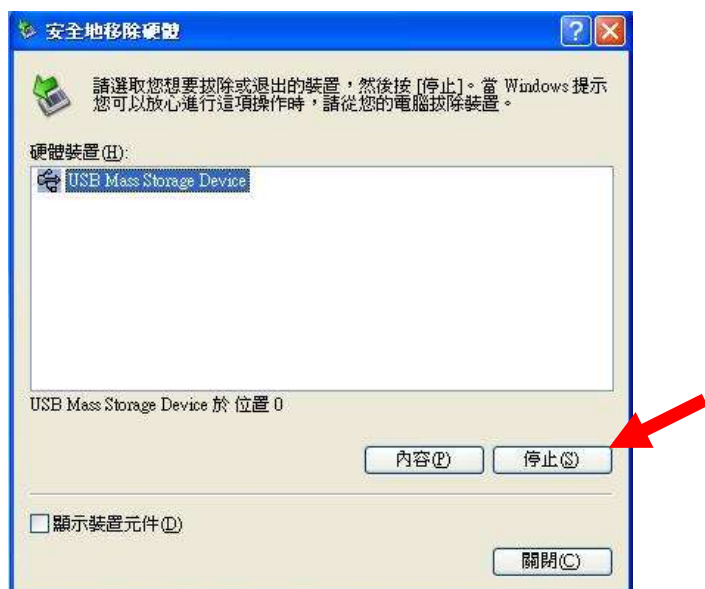 安全地移除硬體
請選取您想要拔除或退出的裝置，然後按 [停止]。當 Windows 提示
您可以放心進行這項操作時，請從您的電腦拔除裝置。
硬體裝置(H):
USB Mass Storage Device
USB Mass Storage Device 於 位置 0
內容(P) 停止(S)
顯示裝置元件(D)
關閉(C)